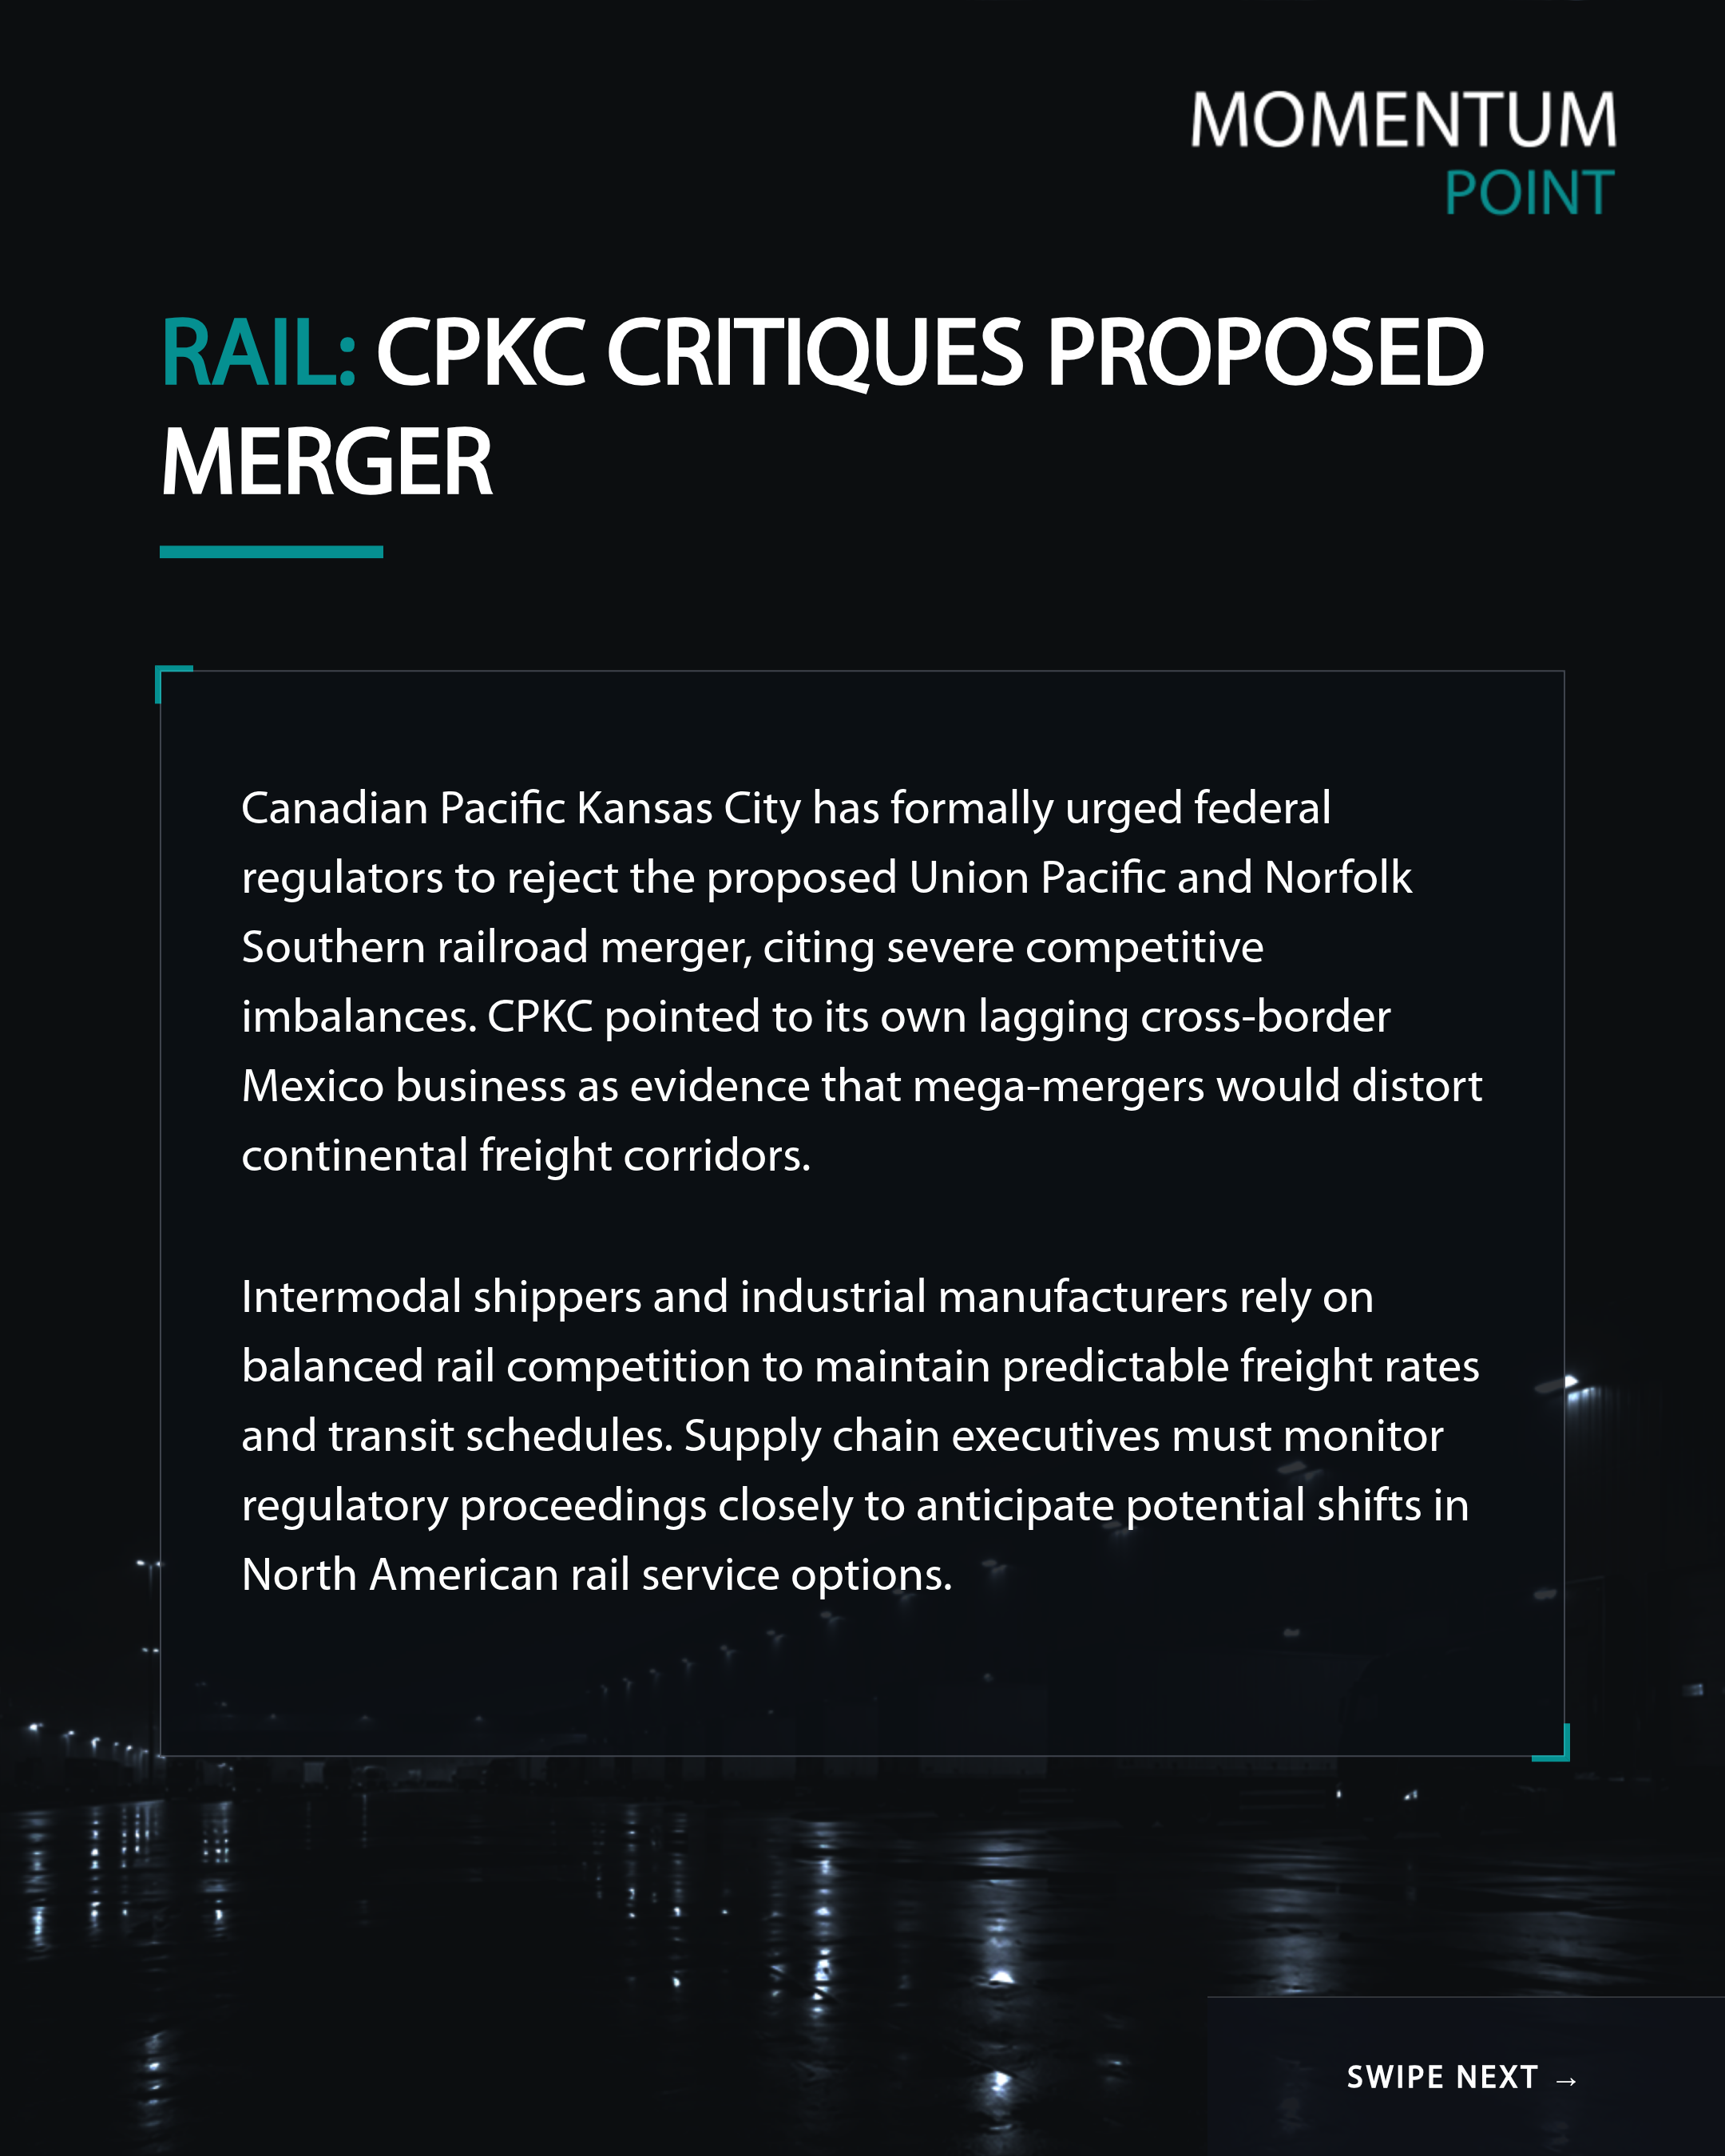 MOMENTUM
POINT
RAIL: CPKC CRITIQUES PROPOSED
MERGER
Canadian Pacific Kansas City has formally urged federal
regulators to reject the proposed Union Pacific and Norfolk
Southern railroad merger, citing severe competitive
imbalances. CPKC pointed to its own lagging cross-border
Mexico business as evidence that mega-mergers would distort
continental freight corridors.
Intermodal shippers and industrial manufacturers rely on
balanced rail competition to maintain predictable freight rates
and transit schedules. Supply chain executives must monitor
regulatory proceedings closely to anticipate potential shifts in
North American rail service options.
SWIPE NEXT →